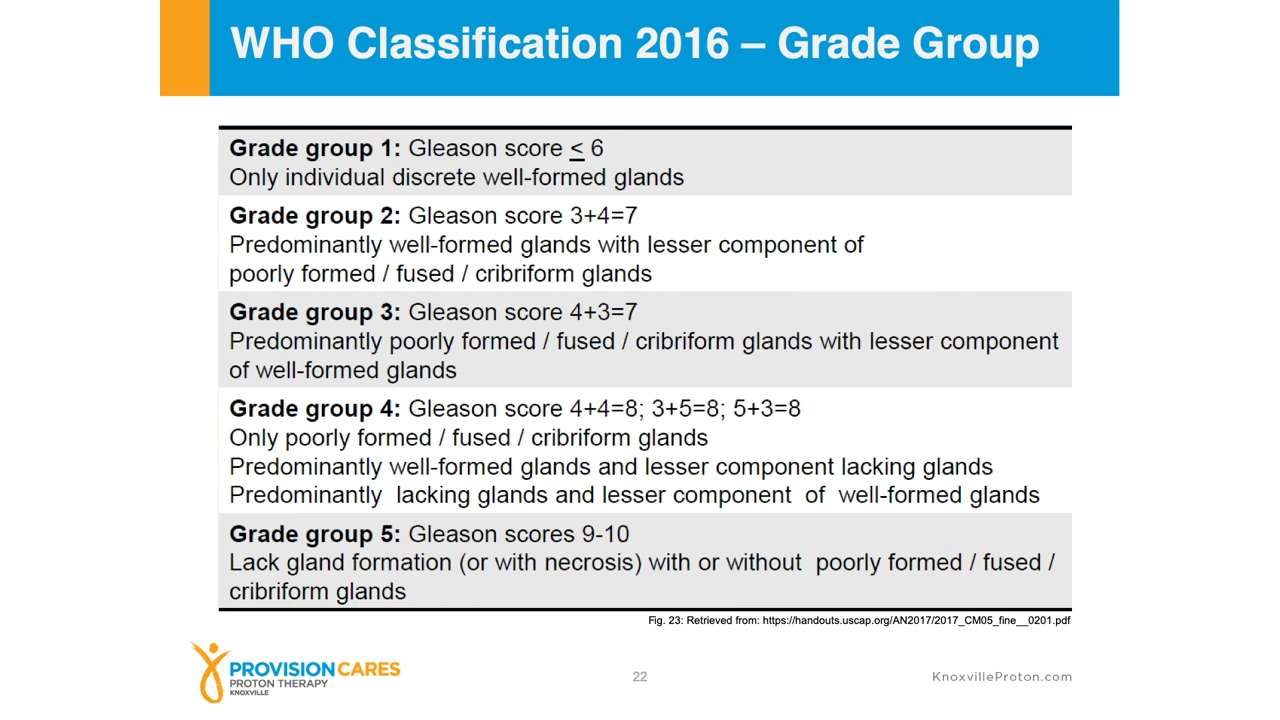 WHO Classification 2016 – Grade Group
Grade group 1: Gleason score ≤ 6
Only individual discrete well-formed glands
Grade group 2: Gleason score 3+4=7
Predominantly well-formed glands with lesser component of
poorly formed / fused / cribriform glands
Grade group 3: Gleason score 4+3=7
Predominantly poorly formed / fused / cribriform glands with lesser component
of well-formed glands
Grade group 4: Gleason score 4+4=8; 3+5=8; 5+3=8
Only poorly formed / fused / cribriform glands
Predominantly well-formed glands and lesser component lacking glands
Predominantly lacking glands and lesser component of well-formed glands
Grade group 5: Gleason scores 9-10
Lack gland formation (or with necrosis) with or without poorly formed / fused /
cribriform glands
Fig. 23: Retrieved from: https://handouts.uscap.org/AN2017/2017_CM05_fine__0201.pdf
PROVISION CARES
PROTON THERAPY
KNOXVILLE
22
KnoxvilleProton.com